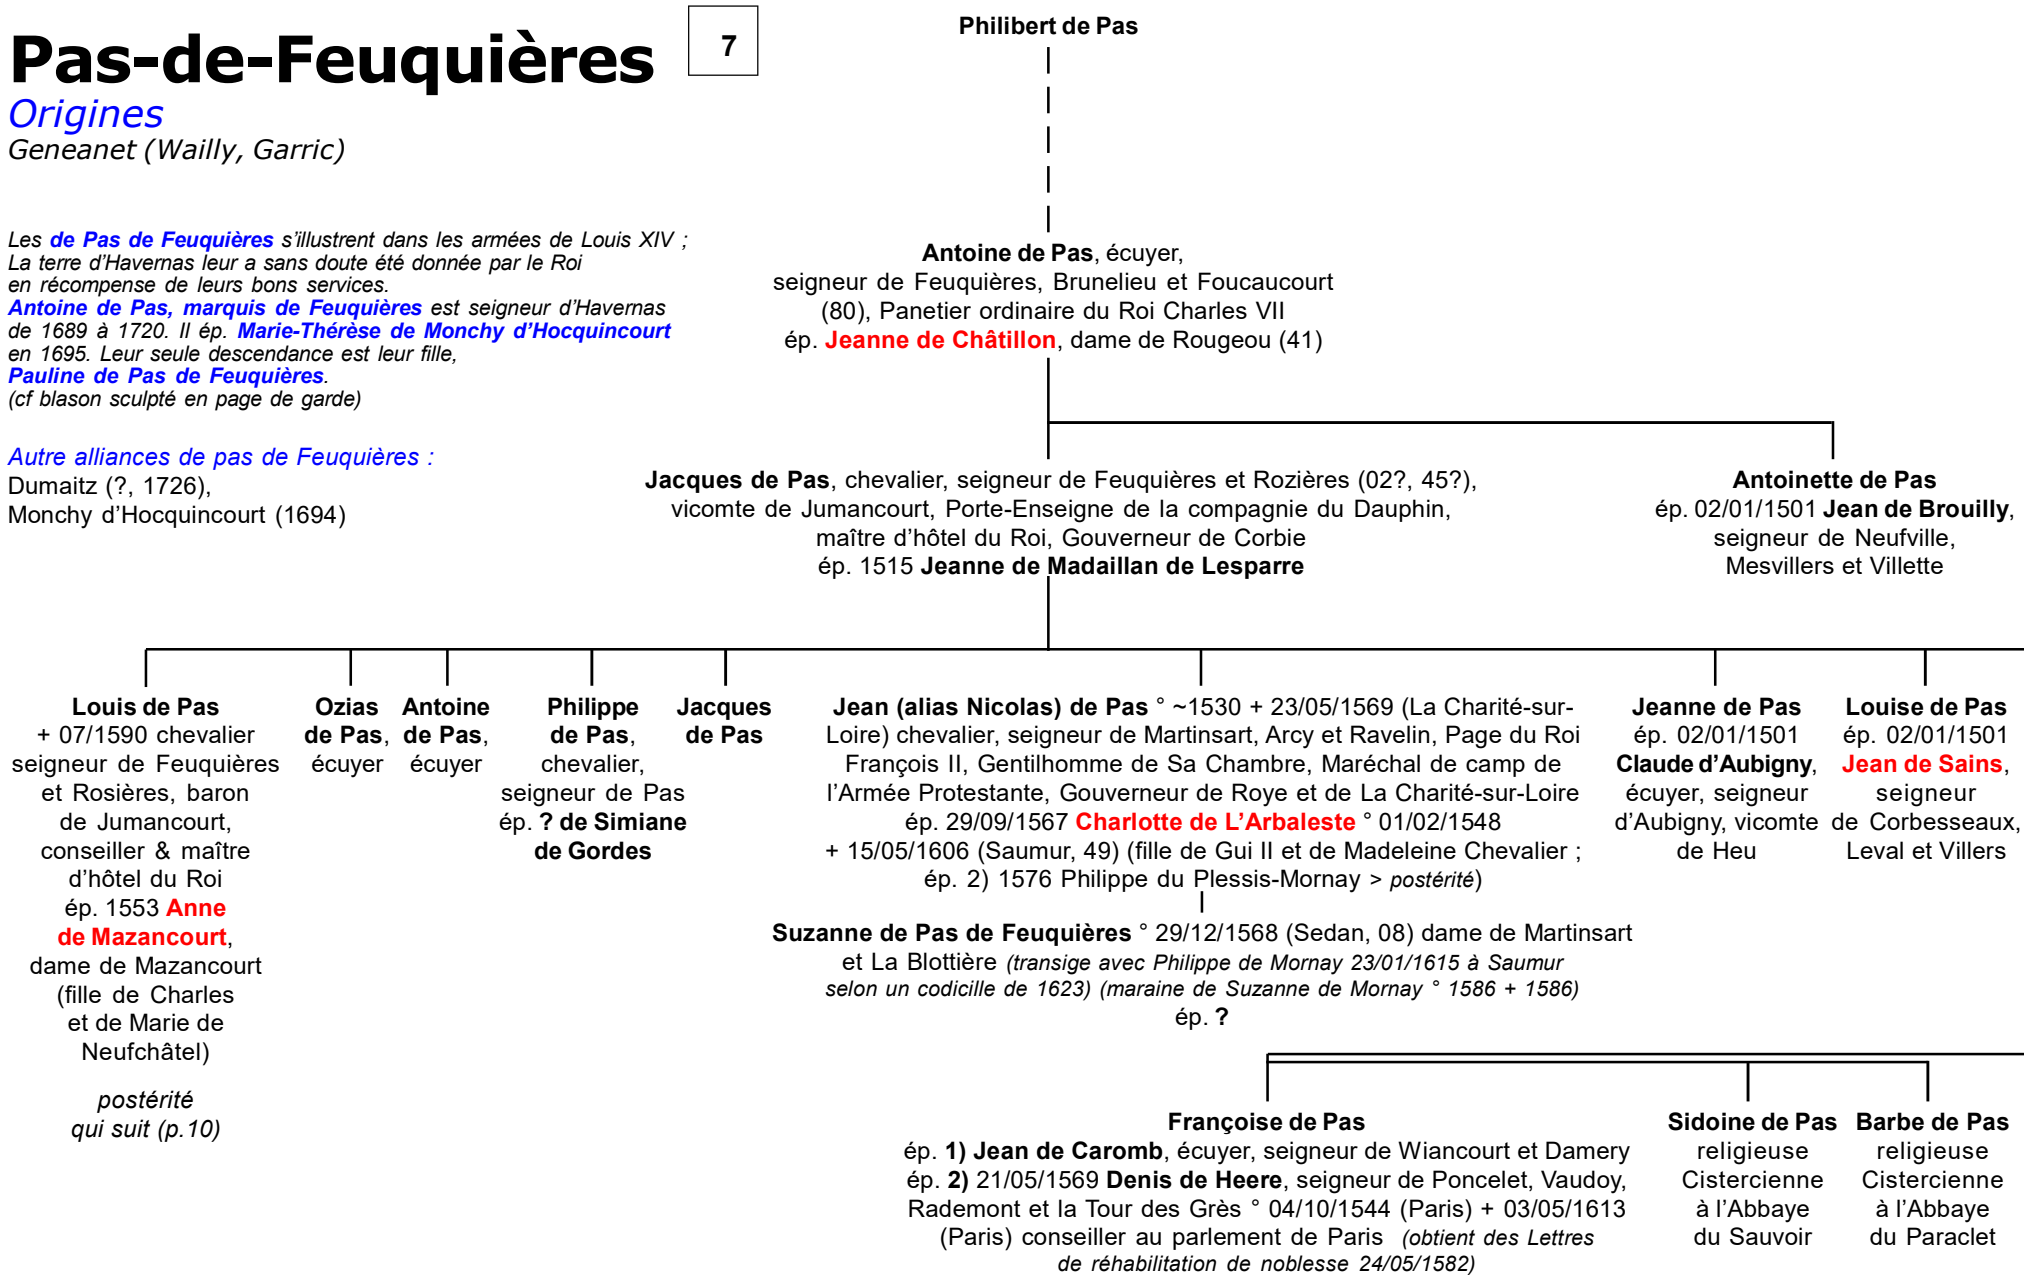 Pas-de-Feuquières
7
Origines
Geneanet (Wailly, Garric)
Les de Pas de Feuquières s'illustrent dans les armées de Louis XIV ;
La terre d'Havernas leur a sans doute été donnée par le Roi
en récompense de leurs bons services.
Antoine de Pas, marquis de Feuquières est seigneur d'Havernas
de 1689 à 1720. Il ép. Marie-Thérèse de Monchy d'Hocquincourt
en 1695. Leur seule descendance est leur fille,
Pauline de Pas de Feuquières.
(cf blason sculpté en page de garde)
Autre alliances de pas de Feuquières :
Dumaitz (?, 1726),
Monchy d'Hocquincourt (1694)
Philibert de Pas
Antoine de Pas, écuyer,
seigneur de Feuquières, Brunelieu et Foucaucourt
(80), Panetier ordinaire du Roi Charles VII
ép. Jeanne de Châtillon, dame de Rougeou (41)
Jacques de Pas, chevalier, seigneur de Feuquières et Rozières (02?, 45?),
vicomte de Jumancourt, Porte-Enseigne de la compagnie du Dauphin,
maître d'hôtel du Roi, Gouverneur de Corbie
ép. 1515 Jeanne de Madaillan de Lesparre
Antoinette de Pas
ép. 02/01/1501 Jean de Brouilly,
seigneur de Neufville,
Mesvillers et Villette
Louis de Pas
+ 07/1590 chevalier
seigneur de Feuquières
et Rosières, baron
de Jumancourt,
conseiller & maître
d'hôtel du Roi
ép. 1553 Anne
de Mazancourt,
dame de Mazancourt
(fille de Charles
et de Marie de
Neufchâtel)
postérité
qui suit (p.10)
Ozias
de Pas,
écuyer
Antoine
de Pas,
écuyer
Philippe
de Pas,
chevalier,
seigneur de Pas
ép. ? de Simiane
de Gordes
Jacques
de Pas
Jean (alias Nicolas) de Pas ° ~1530 + 23/05/1569 (La Charité-sur-
Loire) chevalier, seigneur de Martinsart, Arcy et Ravelin, Page du Roi
François II, Gentilhomme de Sa Chambre, Maréchal de camp de
l'Armée Protestante, Gouverneur de Roye et de La Charité-sur-Loire
ép. 29/09/1567 Charlotte de L'Arbaleste ° 01/02/1548
+ 15/05/1606 (Saumur, 49) (fille de Gui II et de Madeleine Chevalier ;
ép. 2) 1576 Philippe du Plessis-Mornay > postérité)
Suzanne de Pas de Feuquières ° 29/12/1568 (Sedan, 08) dame de Martinsart
et La Blottière (transige avec Philippe de Mornay 23/01/1615 à Saumur
selon un codicille de 1623) (maraine de Suzanne de Mornay ° 1586 + 1586)
ép. ?
Jeanne de Pas
ép. 02/01/1501
Claude d'Aubigny,
écuyer, seigneur
d'Aubigny, vicomte
de Heu
Louise de Pas
ép. 02/01/1501
Jean de Sains,
seigneur
de Corbesseaux,
Leval et Villers
Françoise de Pas
ép. 1) Jean de Caromb, écuyer, seigneur de Wiancourt et Damery
ép. 2) 21/05/1569 Denis de Heere, seigneur de Poncelet, Vaudoy,
Rademont et la Tour des Grès ° 04/10/1544 (Paris) + 03/05/1613
(Paris) conseiller au parlement de Paris (obtient des Lettres
de réhabilitation de noblesse 24/05/1582)
Sidoine de Pas
religieuse
Cistercienne
à l'Abbaye
du Sauvoir
Barbe de Pas
religieuse
Cistercienne
à l'Abbaye
du Paraclet